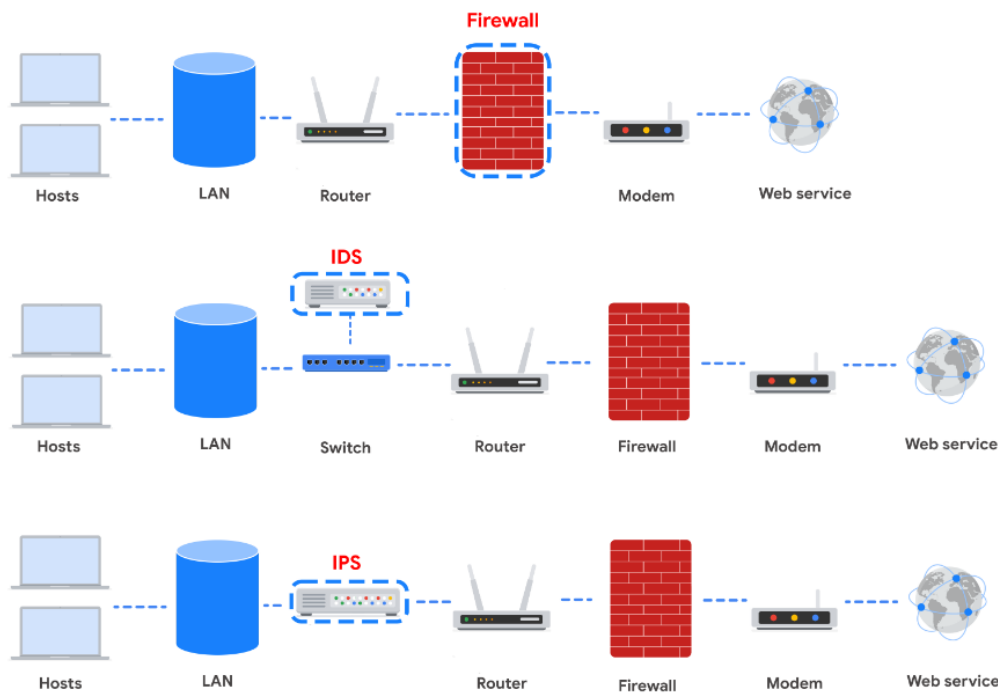 Firewall
Hosts
LAN
Router
Modem
Web service
IDS
Hosts
LAN
Switch
Router
Firewall
Modem
Web service
IPS
Hosts
LAN
Router
Firewall
Modem
Web service